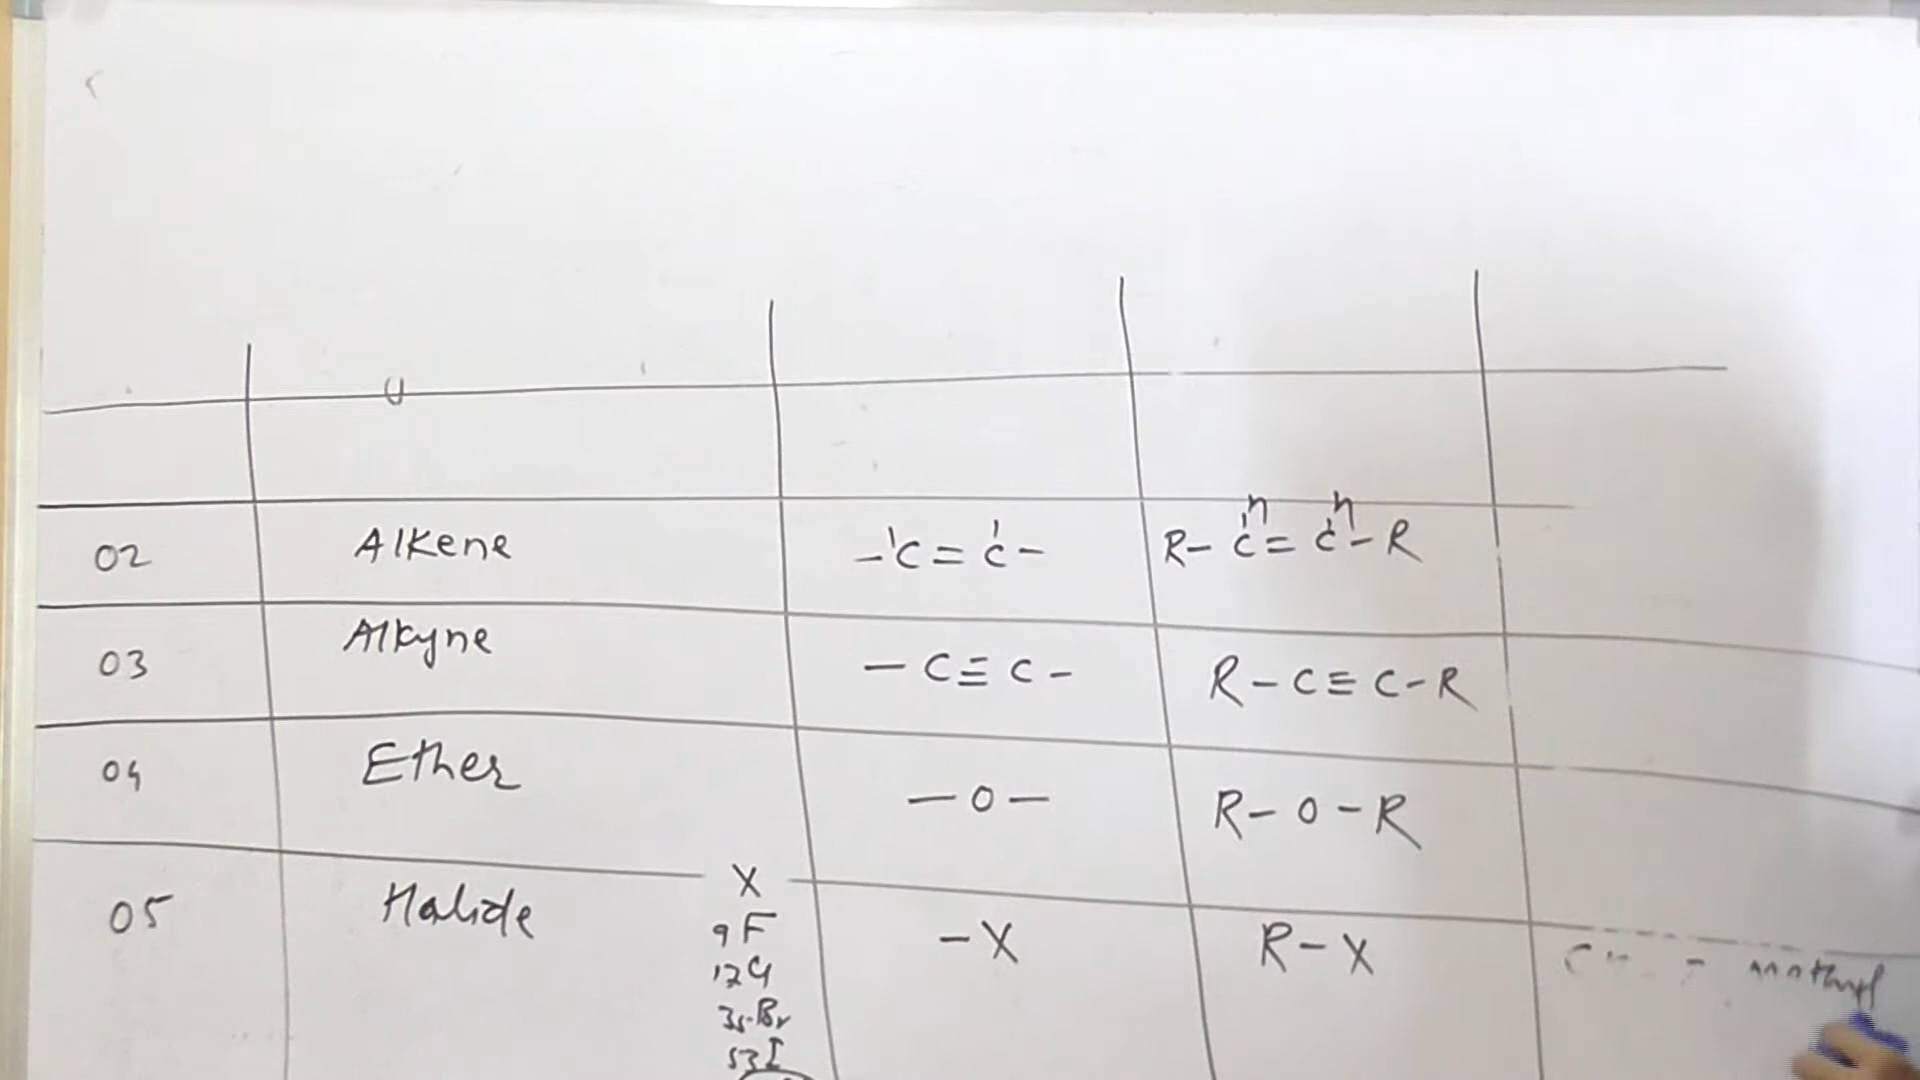 02 Alkene -C=C- R-C=C-R
H H
03 Alkyne -C≡C- R-C≡C-R
04 Ether -O- R-O-R
05 Halide -X R-X
X
9F
17Cl
35Br
53I